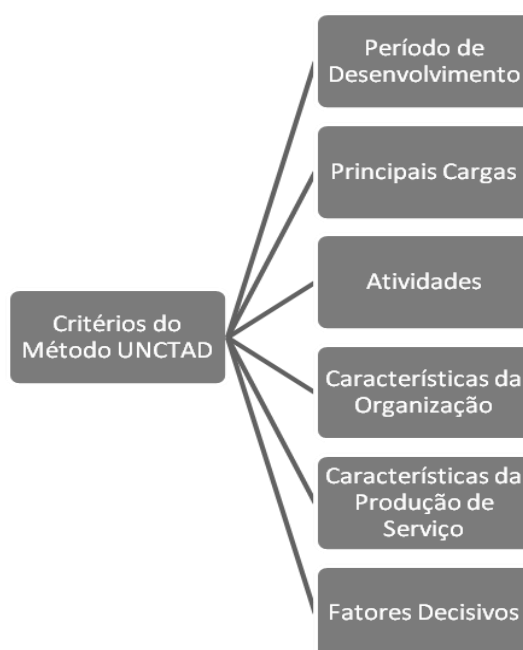 Critérios do
Método UNCTAD
Período de
Desenvolvimento
Principais Cargas
Atividades
Características da
Organização
Características da
Produção de
Serviço
Fatores Decisivos